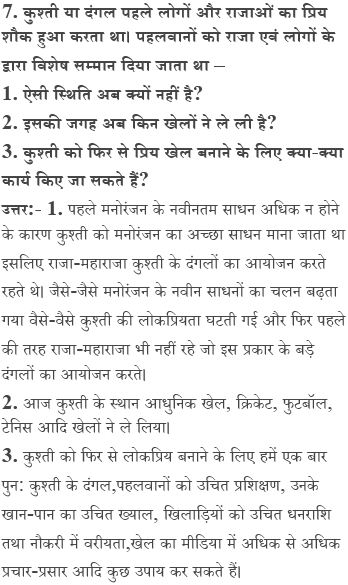 7. कुश्ती या दंगल पहले लोगों और राजाओं का प्रिय
शौक हुआ करता था। पहलवानों को राजा एवं लोगों के
द्वारा विशेष सम्मान दिया जाता था –
1. ऐसी स्थिति अब क्यों नहीं है?
2. इसकी जगह अब किन खेलों ने ले ली है?
3. कुश्ती को फिर से प्रिय खेल बनाने के लिए क्या-क्या
कार्य किए जा सकते हैं?
उत्तर:- 1. पहले मनोरंजन के नवीनतम साधन अधिक न होने
के कारण कुश्ती को मनोरंजन का अच्छा साधन माना जाता था
इसलिए राजा-महाराजा कुश्ती के दंगलों का आयोजन करते
रहते थे। जैसे-जैसे मनोरंजन के नवीन साधनों का चलन बढ़ता
गया वैसे-वैसे कुश्ती की लोकप्रियता घटती गई और फिर पहले
की तरह राजा-महाराजा भी नहीं रहे जो इस प्रकार के बड़े
दंगलों का आयोजन करते।
2. आज कुश्ती के स्थान आधुनिक खेल, क्रिकेट, फुटबॉल,
टेनिस आदि खेलों ने ले लिया।
3. कुश्ती को फिर से लोकप्रिय बनाने के लिए हमें एक बार
पुन: कुश्ती के दंगल,पहलवानों को उचित प्रशिक्षण, उनके
खान-पान का उचित ख्याल, खिलाड़ियों को उचित धनराशि
तथा नौकरी में वरीयता,खेल का मीडिया में अधिक से अधिक
प्रचार-प्रसार आदि कुछ उपाय कर सकते हैं।